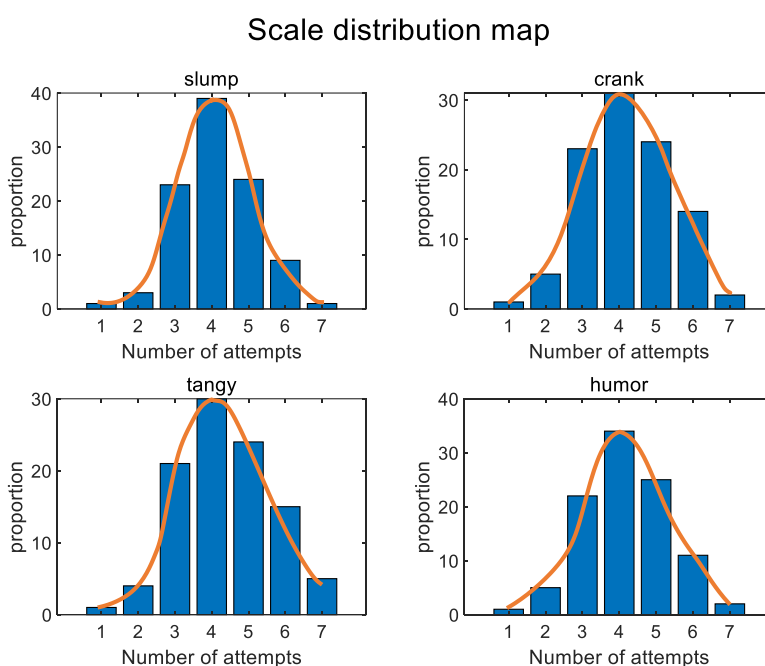 Scale distribution map
slump
40
30
20
10
0
proportion
1 2 3 4 5 6 7
Number of attempts
crank
30
20
10
0
proportion
1 2 3 4 5 6 7
Number of attempts
tangy
30
20
10
0
proportion
1 2 3 4 5 6 7
Number of attempts
humor
40
30
20
10
0
proportion
1 2 3 4 5 6 7
Number of attempts